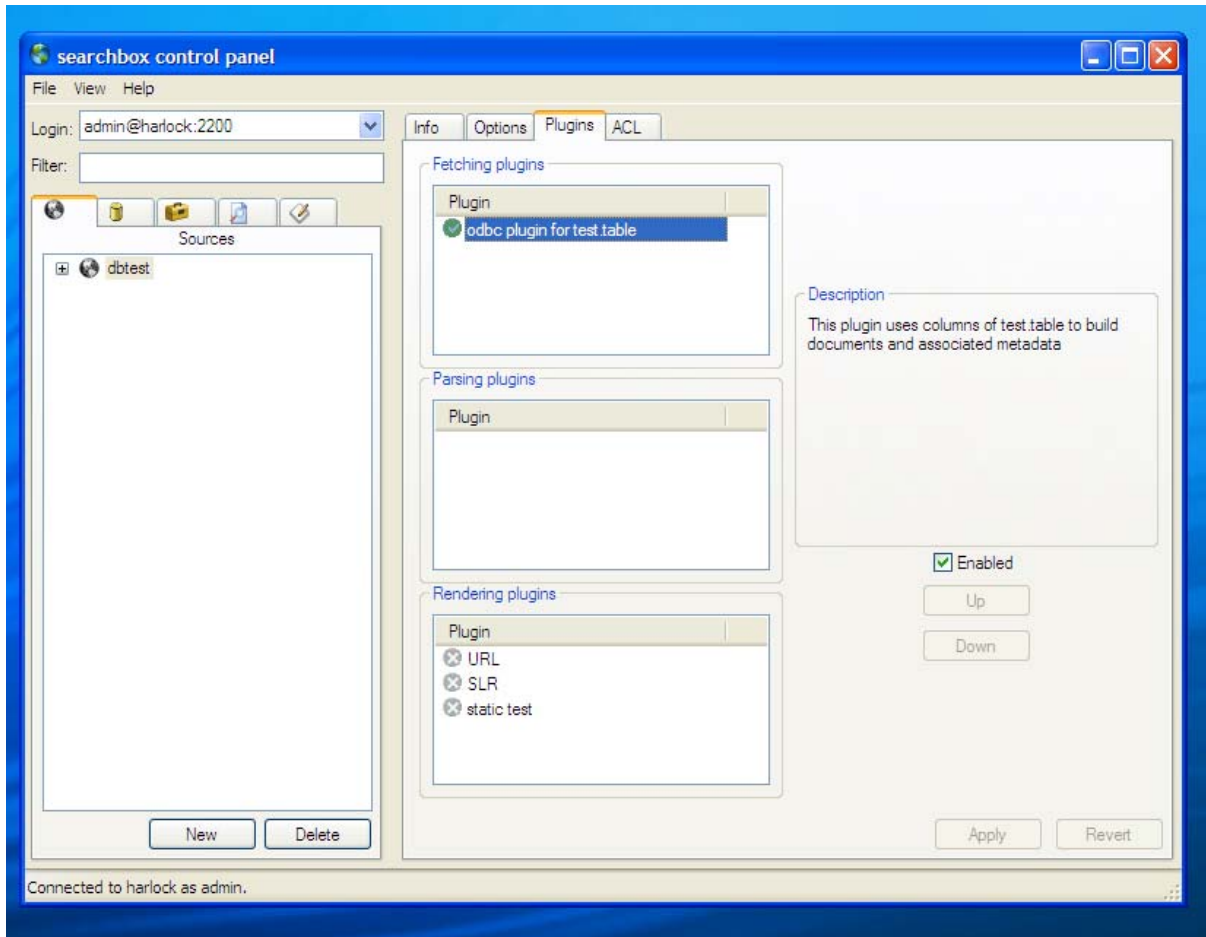 searchbox control panel
File View Help
Login: admin@harlock:2200
Filter:
Sources
dbtest
New Delete
Info Options Plugins ACL
Fetching plugins
Plugin
odbc plugin for test.table
Parsing plugins
Plugin
Rendering plugins
Plugin
URL
SLR
static test
Description
This plugin uses columns of test.table to build
documents and associated metadata
Enabled
Up
Down
Apply Revert
Connected to harlock as admin.